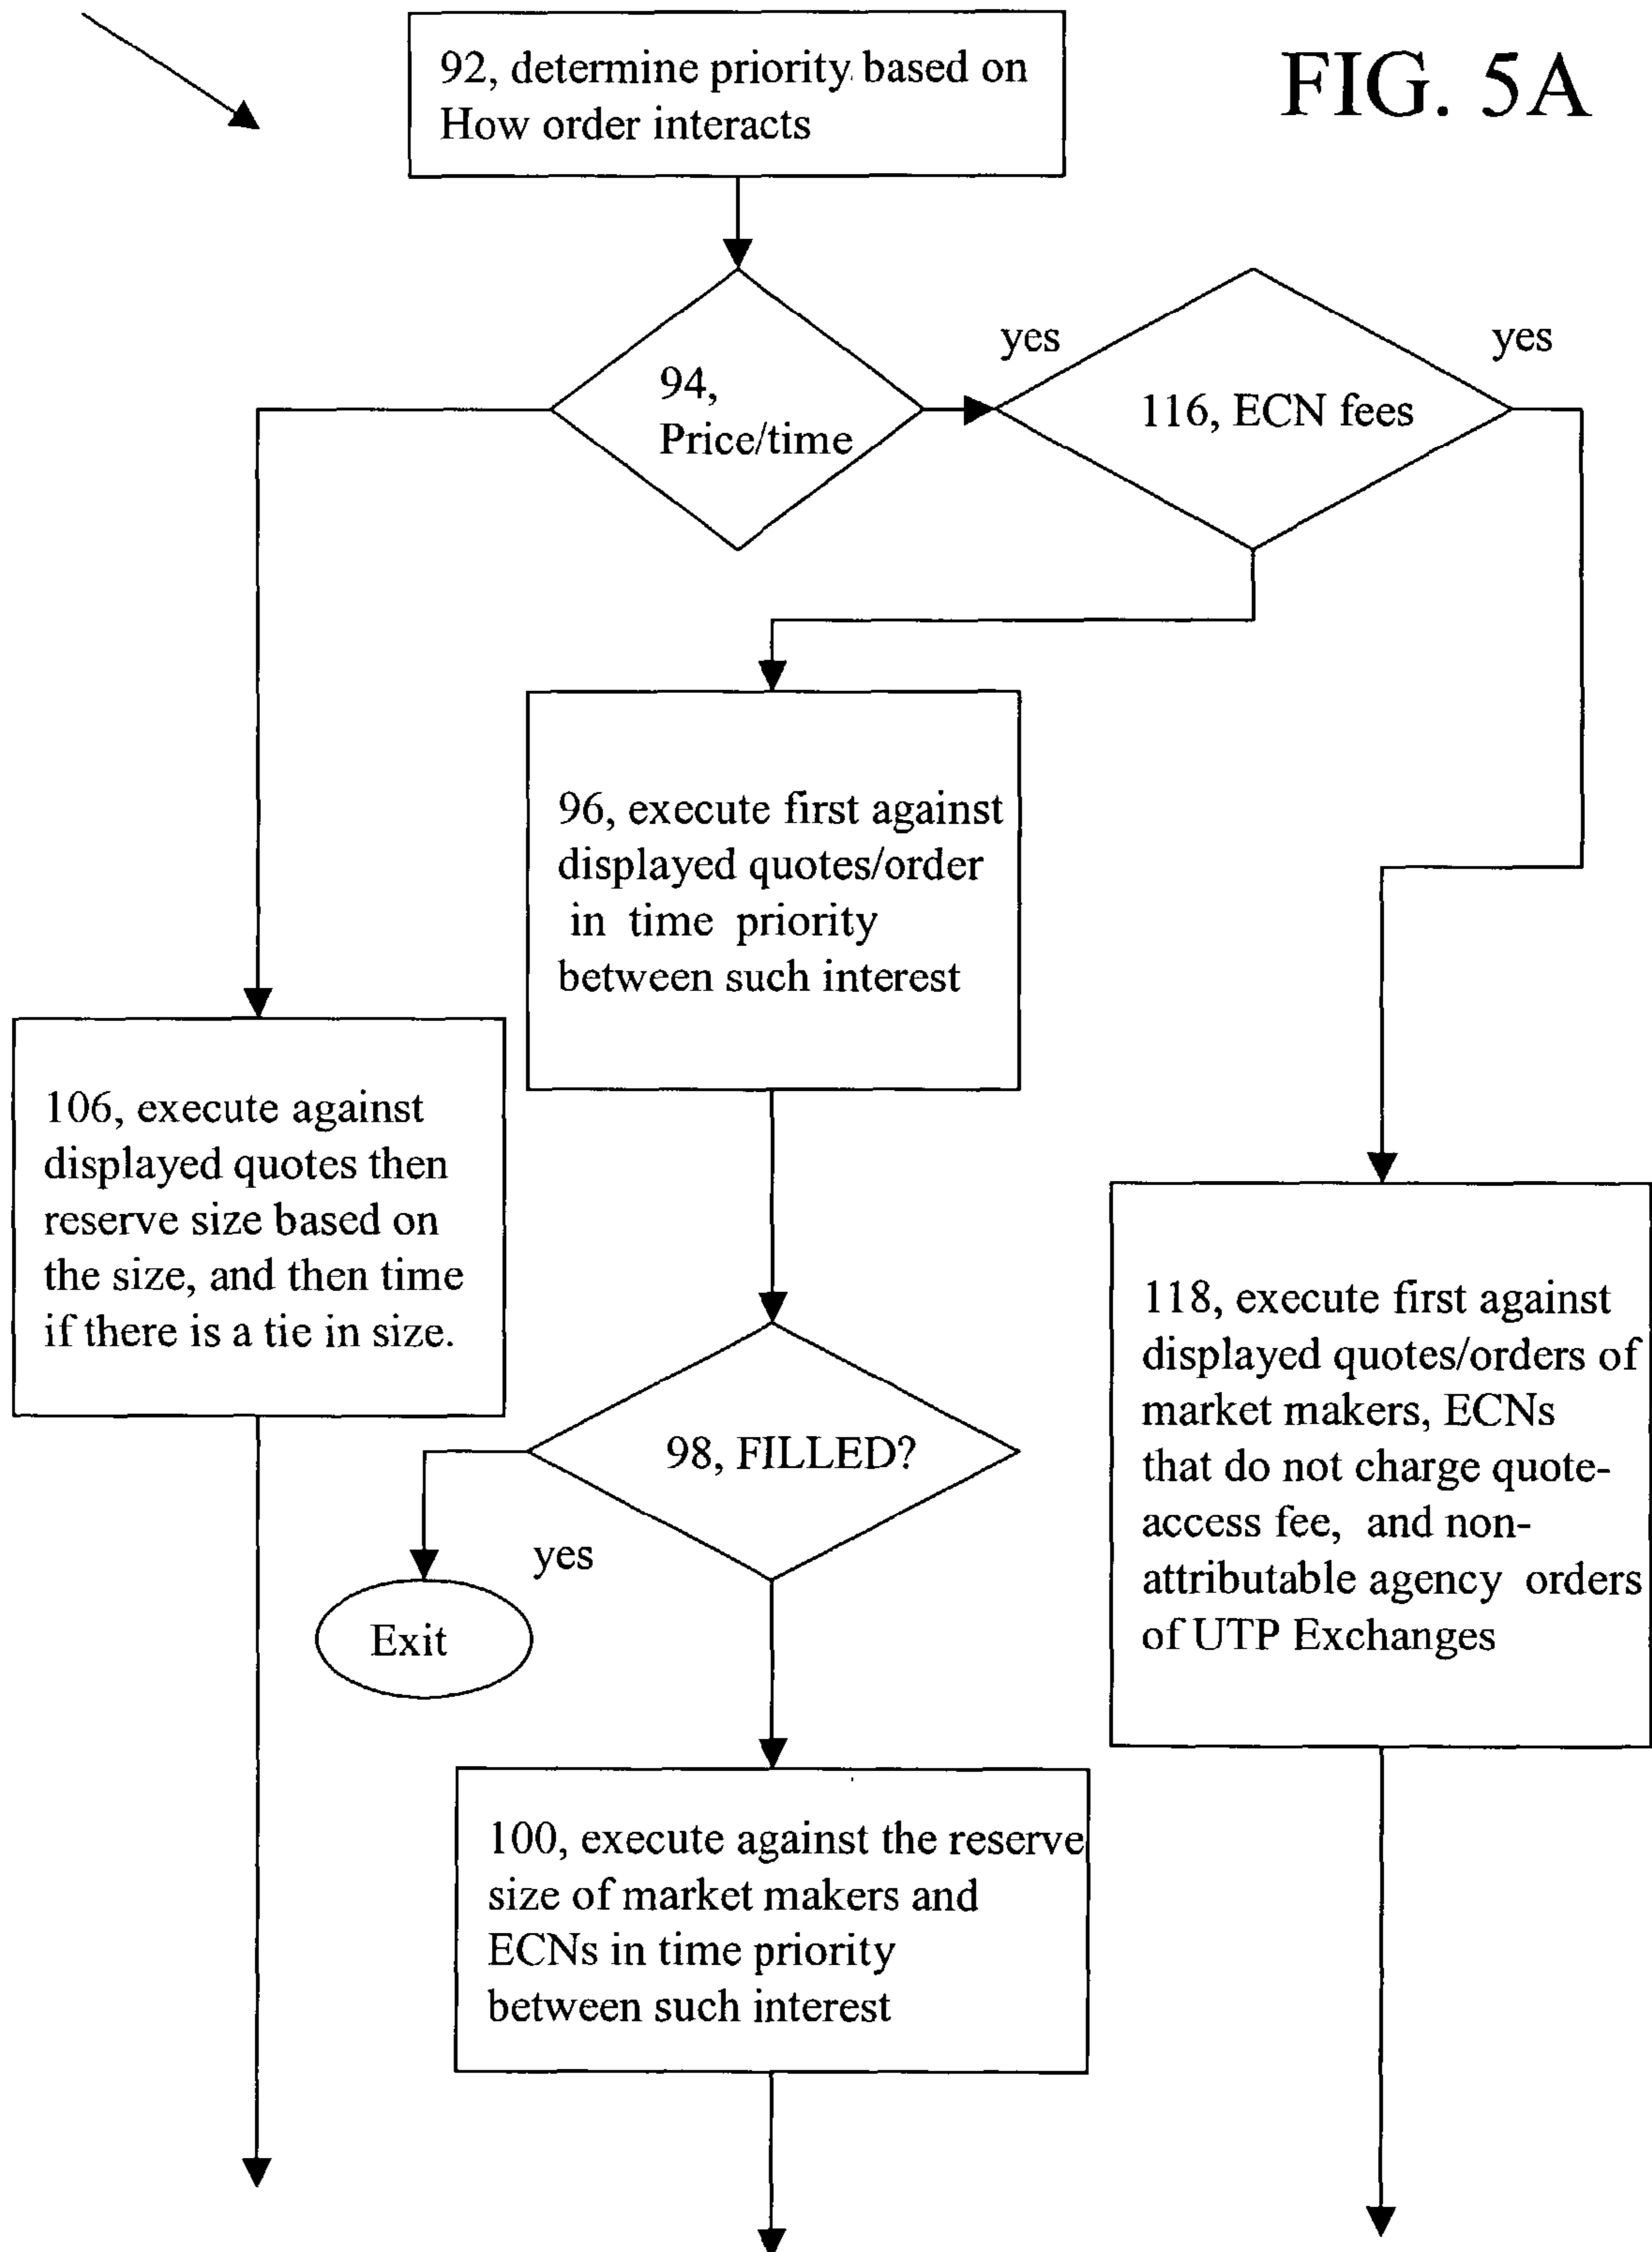 92, determine priority based on
How order interacts
FIG. 5A
94,
Price/time
yes
116, ECN fees
yes
96, execute first against
displayed quotes/order
in time priority
between such interest
106, execute against
displayed quotes then
reserve size based on
the size, and then time
if there is a tie in size.
118, execute first against
displayed quotes/orders of
market makers, ECNs
that do not charge quote-
access fee, and non-
attributable agency orders
of UTP Exchanges
98, FILLED?
yes
Exit
100, execute against the reserve
size of market makers and
ECNs in time priority
between such interest